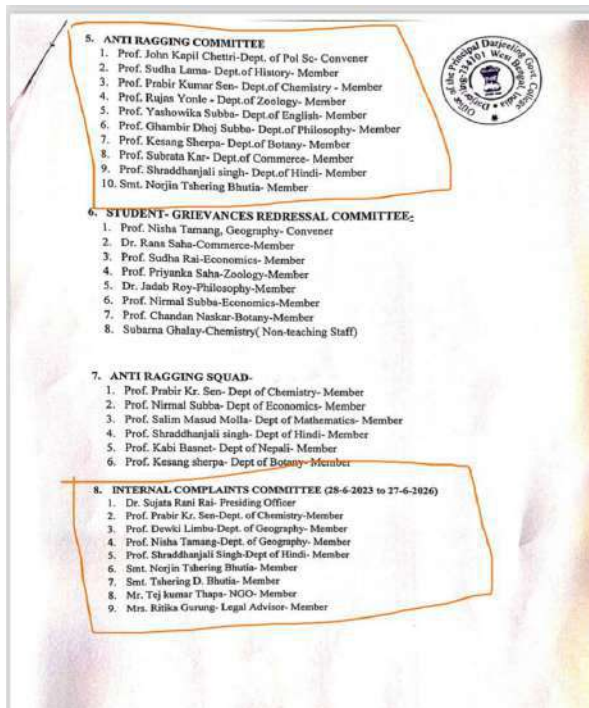 5. ANTI RAGGING COMMITTEE
1. Prof. John Kapil Chettri-Dept. of Pol Sc- Convener
2. Prof. Sudha Lama- Dept.of History- Member
3. Prof. Prabir Kumar Sen- Dept.of Chemistry - Member
4. Prof. Rujas Yonle - Dept.of Zoology- Member
5. Prof. Yashowika Subba- Dept.of English- Member
6. Prof. Ghambir Dhoj Subba- Dept.of Philosophy- Member
7. Prof. Kesang Sherpa- Dept.of Botany- Member
8. Prof. Subrata Kar- Dept.of Commerce- Member
9. Prof. Shraddhanjali singh- Dept.of Hindi- Member
10. Smt. Norjin Tshering Bhutia- Member
Office of the Principal Darjeeling Govt. College
Darjeeling-734101 West Bengal, India
6. STUDENT- GRIEVANCES REDRESSAL COMMITTEE-
1. Prof. Nisha Tamang, Geography- Convener
2. Dr. Rana Saha-Commerce-Member
3. Prof. Sudha Rai-Economics- Member
4. Prof. Priyanka Saha-Zoology-Member
5. Dr. Jadab Roy-Philosophy-Member
6. Prof. Nirmal Subba-Economics-Member
7. Prof. Chandan Naskar-Botany-Member
8. Subarna Ghalay-Chemistry( Non-teaching Staff)
7. ANTI RAGGING SQUAD-
1. Prof. Prabir Kr. Sen- Dept of Chemistry- Member
2. Prof. Nirmal Subba- Dept of Economics- Member
3. Prof. Salim Masud Molla- Dept of Mathematics- Member
4. Prof. Shraddhanjali singh- Dept of Hindi- Member
5. Prof. Kabi Basnet- Dept of Nepali- Member
6. Prof. Kesang sherpa- Dept of Botany- Member
8. INTERNAL COMPLAINTS COMMITTEE (28-6-2023 to 27-6-2026)
1. Dr. Sujata Rani Rai- Presiding Officer
2. Prof. Prabir Kr. Sen-Dept. of Chemistry-Member
3. Prof. Dewki Limbu-Dept. of Geography- Member
4. Prof. Nisha Tamang-Dept. of Geography- Member
5. Prof. Shraddhanjali Singh-Dept of Hindi- Member
6. Smt. Norjin Tshering Bhutia- Member
7. Smt. Tshering D. Bhutia- Member
8. Mr. Tej kumar Thapa- NGO- Member
9. Mrs. Ritika Gurung- Legal Advisor- Member